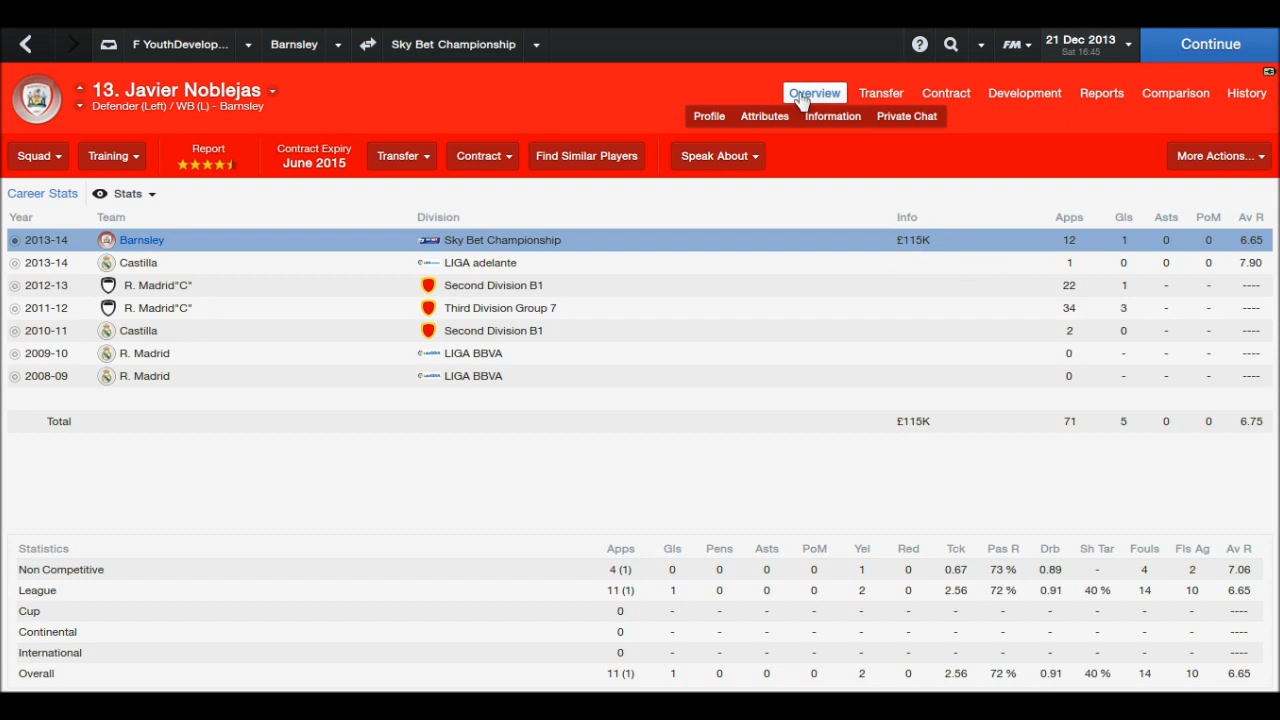 F YouthDevelop... Barnsley Sky Bet Championship ? FM 21 Dec 2013 Continue
Sat 16:45
13. Javier Noblejas
Defender (Left) / WB (L) - Barnsley
Overview Transfer Contract Development Reports Comparison History
Profile Attributes Information Private Chat
Squad Training Report Contract Expiry June 2015 Transfer Contract Find Similar Players Speak About More Actions...
Career Stats Stats
Year Team Division Info Apps Gls Asts PoM Av R
2013-14 Barnsley Sky Bet Championship £115K 12 1 0 0 6.65
2013-14 Castilla LIGA adelante 1 0 0 0 7.90
2012-13 R. Madrid"C" Second Division B1 22 1 - - ----
2011-12 R. Madrid"C" Third Division Group 7 34 3 - - ----
2010-11 Castilla Second Division B1 2 0 - - ----
2009-10 R. Madrid LIGA BBVA 0 - - - ----
2008-09 R. Madrid LIGA BBVA 0 - - - ----
Total £115K 71 5 0 0 6.75
Statistics Apps Gls Pens Asts PoM Yel Red Tck Pas R Drb Sh Tar Fouls Fls Ag Av R
Non Competitive 4 (1) 0 0 0 0 1 0 0.67 73 % 0.89 - 4 2 7.06
League 11 (1) 1 0 0 0 2 0 2.56 72 % 0.91 40 % 14 10 6.65
Cup 0 - - - - - - - - - - - - ----
Continental 0 - - - - - - - - - - - - ----
International 0 - - - - - - - - - - - - ----
Overall 11 (1) 1 0 0 0 2 0 2.56 72 % 0.91 40 % 14 10 6.65